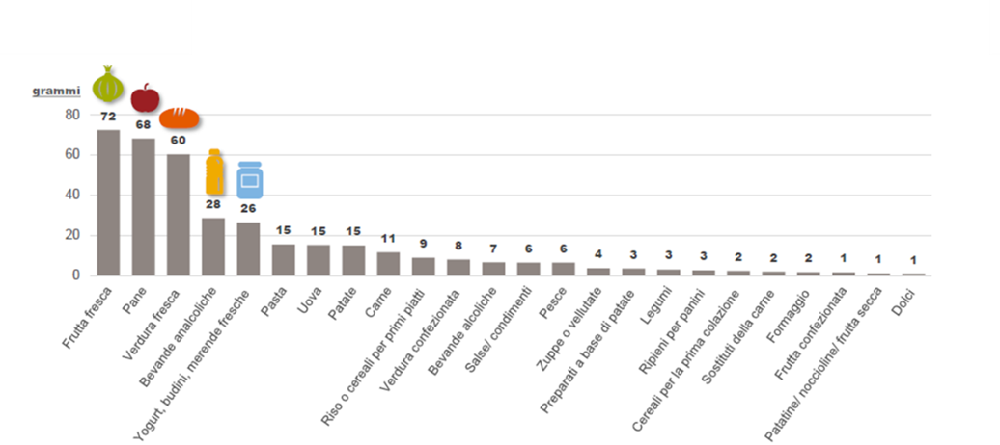 grammi
80
60
40
20
0
72
68
60
28
26
15
15
15
11
9
8
7
6
6
4
3
3
3
2
2
2
1
1
1
Frutta fresca
Pane
Verdura fresca
Bevande analcoliche
Yogurt, budini, merende fresche
Pasta
Uova
Patate
Carne
Riso o cereali per primi piatti
Verdura confezionata
Bevande alcoliche
Salse/ condimenti
Pesce
Zuppe o vellutate
Preparati a base di patate
Legumi
Ripieni per panini
Cereali per la prima colazione
Sostituti della carne
Formaggio
Frutta confezionata
Patatine/ noccioline/ frutta secca
Dolci